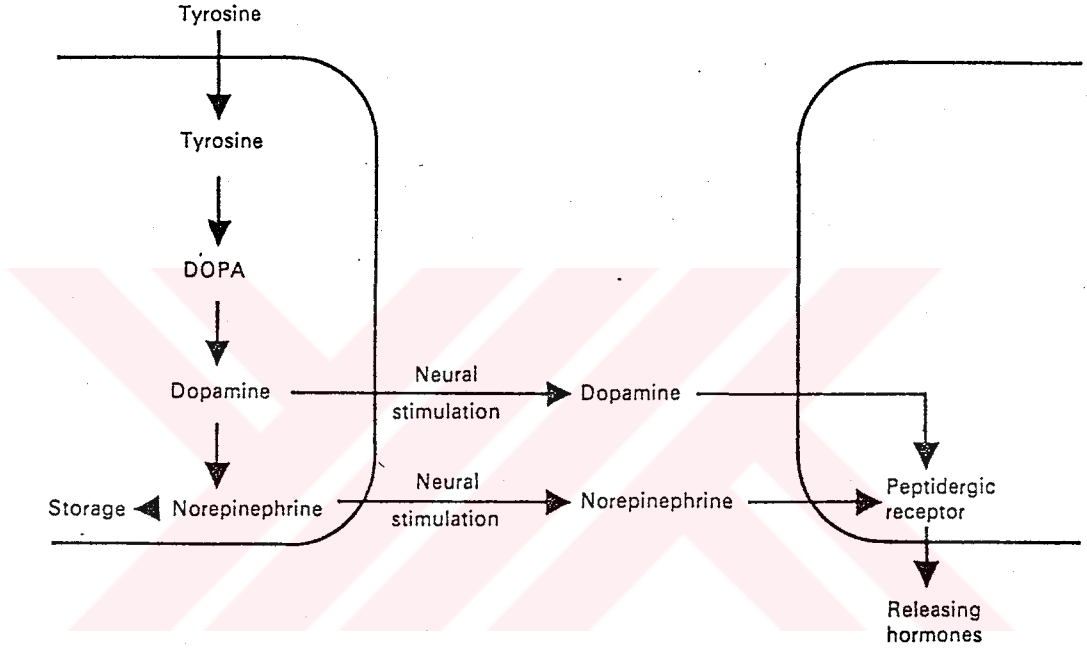 Tyrosine
Tyrosine
DOPA
Dopamine
Neural
stimulation
Dopamine
Storage
Norepinephrine
Neural
stimulation
Norepinephrine
Peptidergic
receptor
Releasing
hormones